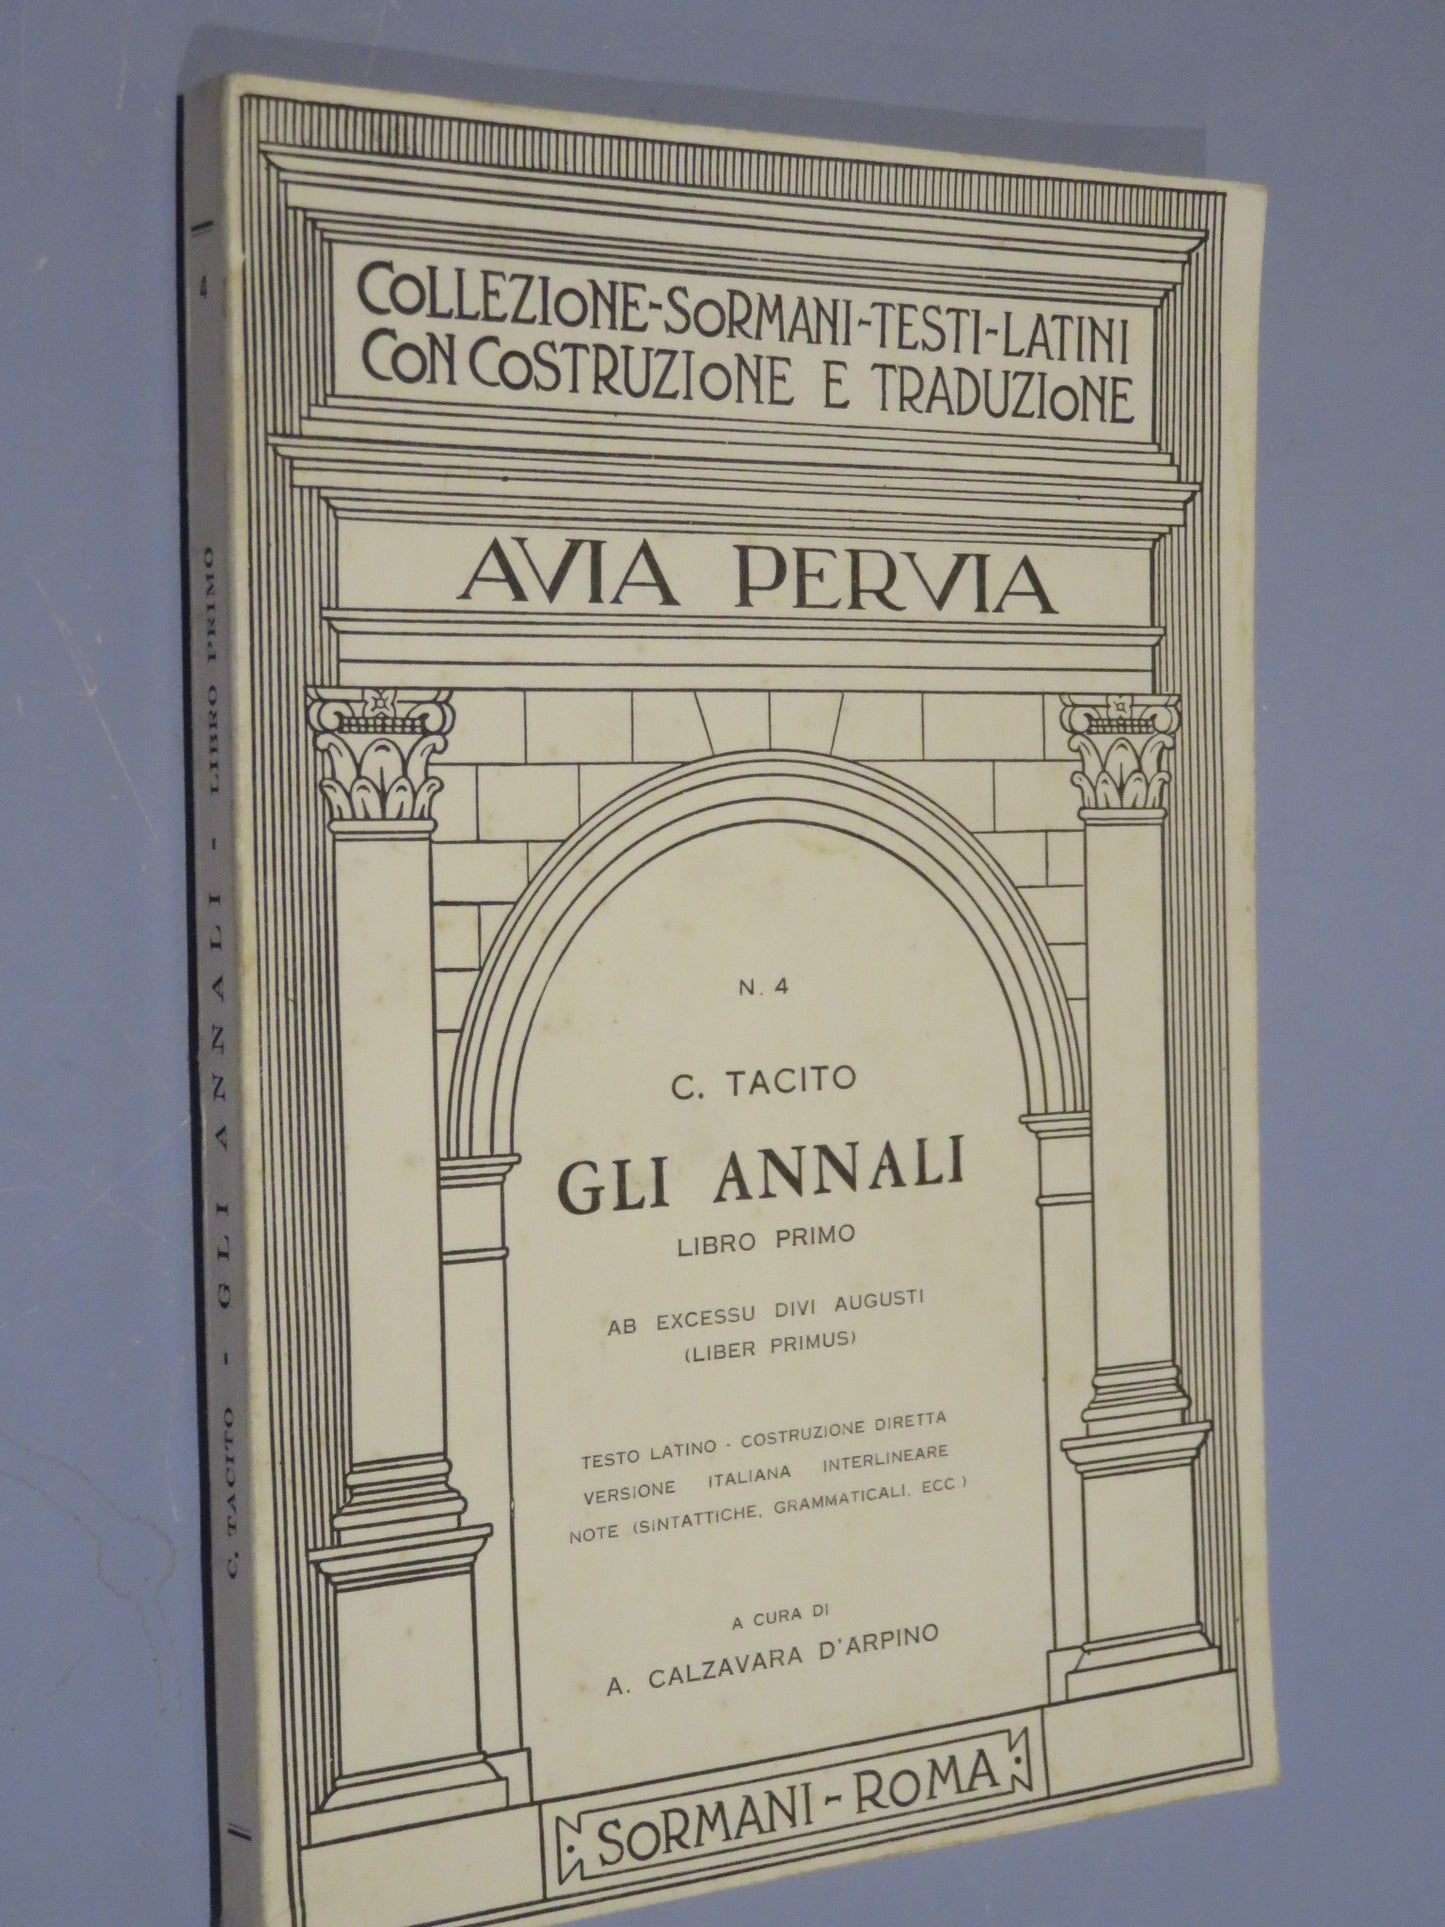 COLLEZIONE-SORMANI-TESTI-LATINI
CON COSTRUZIONE E TRADUZIONE
AVIA PERVIA
N. 4
C. TACITO
GLI ANNALI
LIBRO PRIMO
AB EXCESSU DIVI AUGUSTI
(LIBER PRIMUS)
TESTO LATINO - COSTRUZIONE DIRETTA
VERSIONE ITALIANA INTERLINEARE
NOTE (SINTATTICHE, GRAMMATICALI, ECC.)
A CURA DI
A. CALZAVARA D'ARPINO
SORMANI-ROMA
C. TACITO - GLI ANNALI - LIBRO PRIMO
4